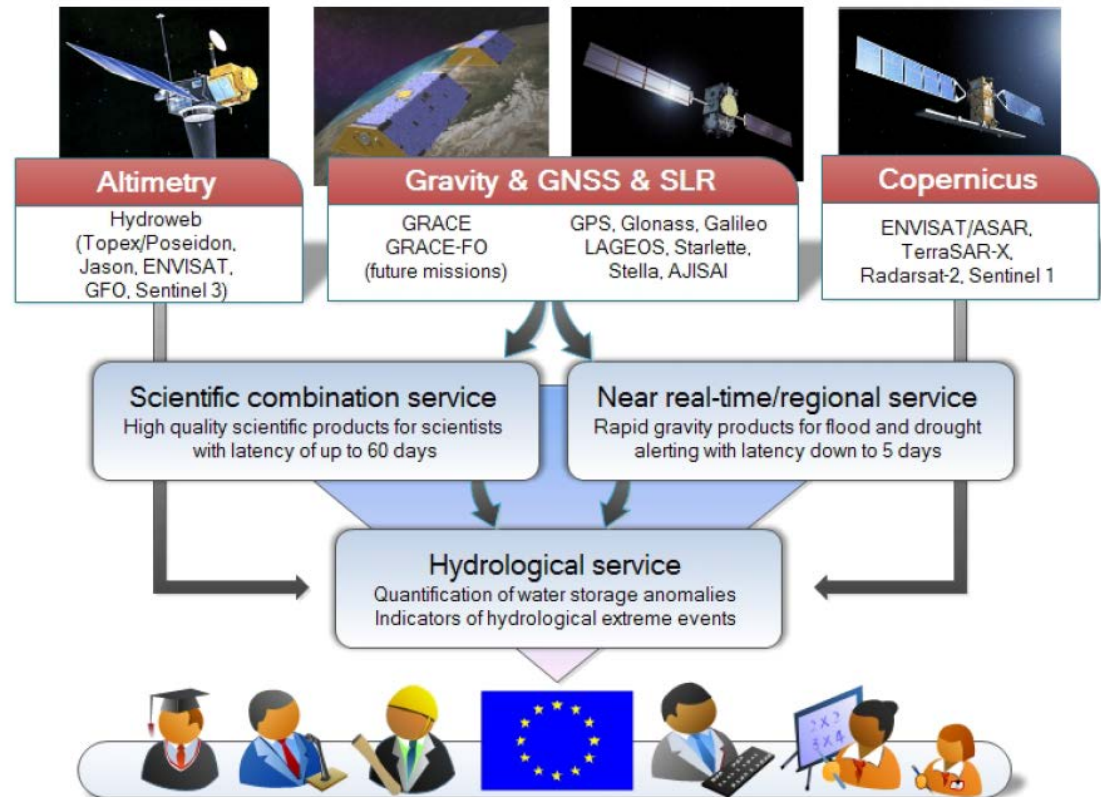 Altimetry
Hydroweb
(Topex/Poseidon,
Jason, ENVISAT,
GFO, Sentinel 3)
Gravity & GNSS & SLR
GRACE
GRACE-FO
(future missions)
GPS, Glonass, Galileo
LAGEOS, Starlette,
Stella, AJISAI
Copernicus
ENVISAT/ASAR,
TerraSAR-X,
Radarsat-2, Sentinel 1
Scientific combination service
High quality scientific products for scientists
with latency of up to 60 days
Near real-time/regional service
Rapid gravity products for flood and drought
alerting with latency down to 5 days
Hydrological service
Quantification of water storage anomalies
Indicators of hydrological extreme events
2 X 2
3 X 4